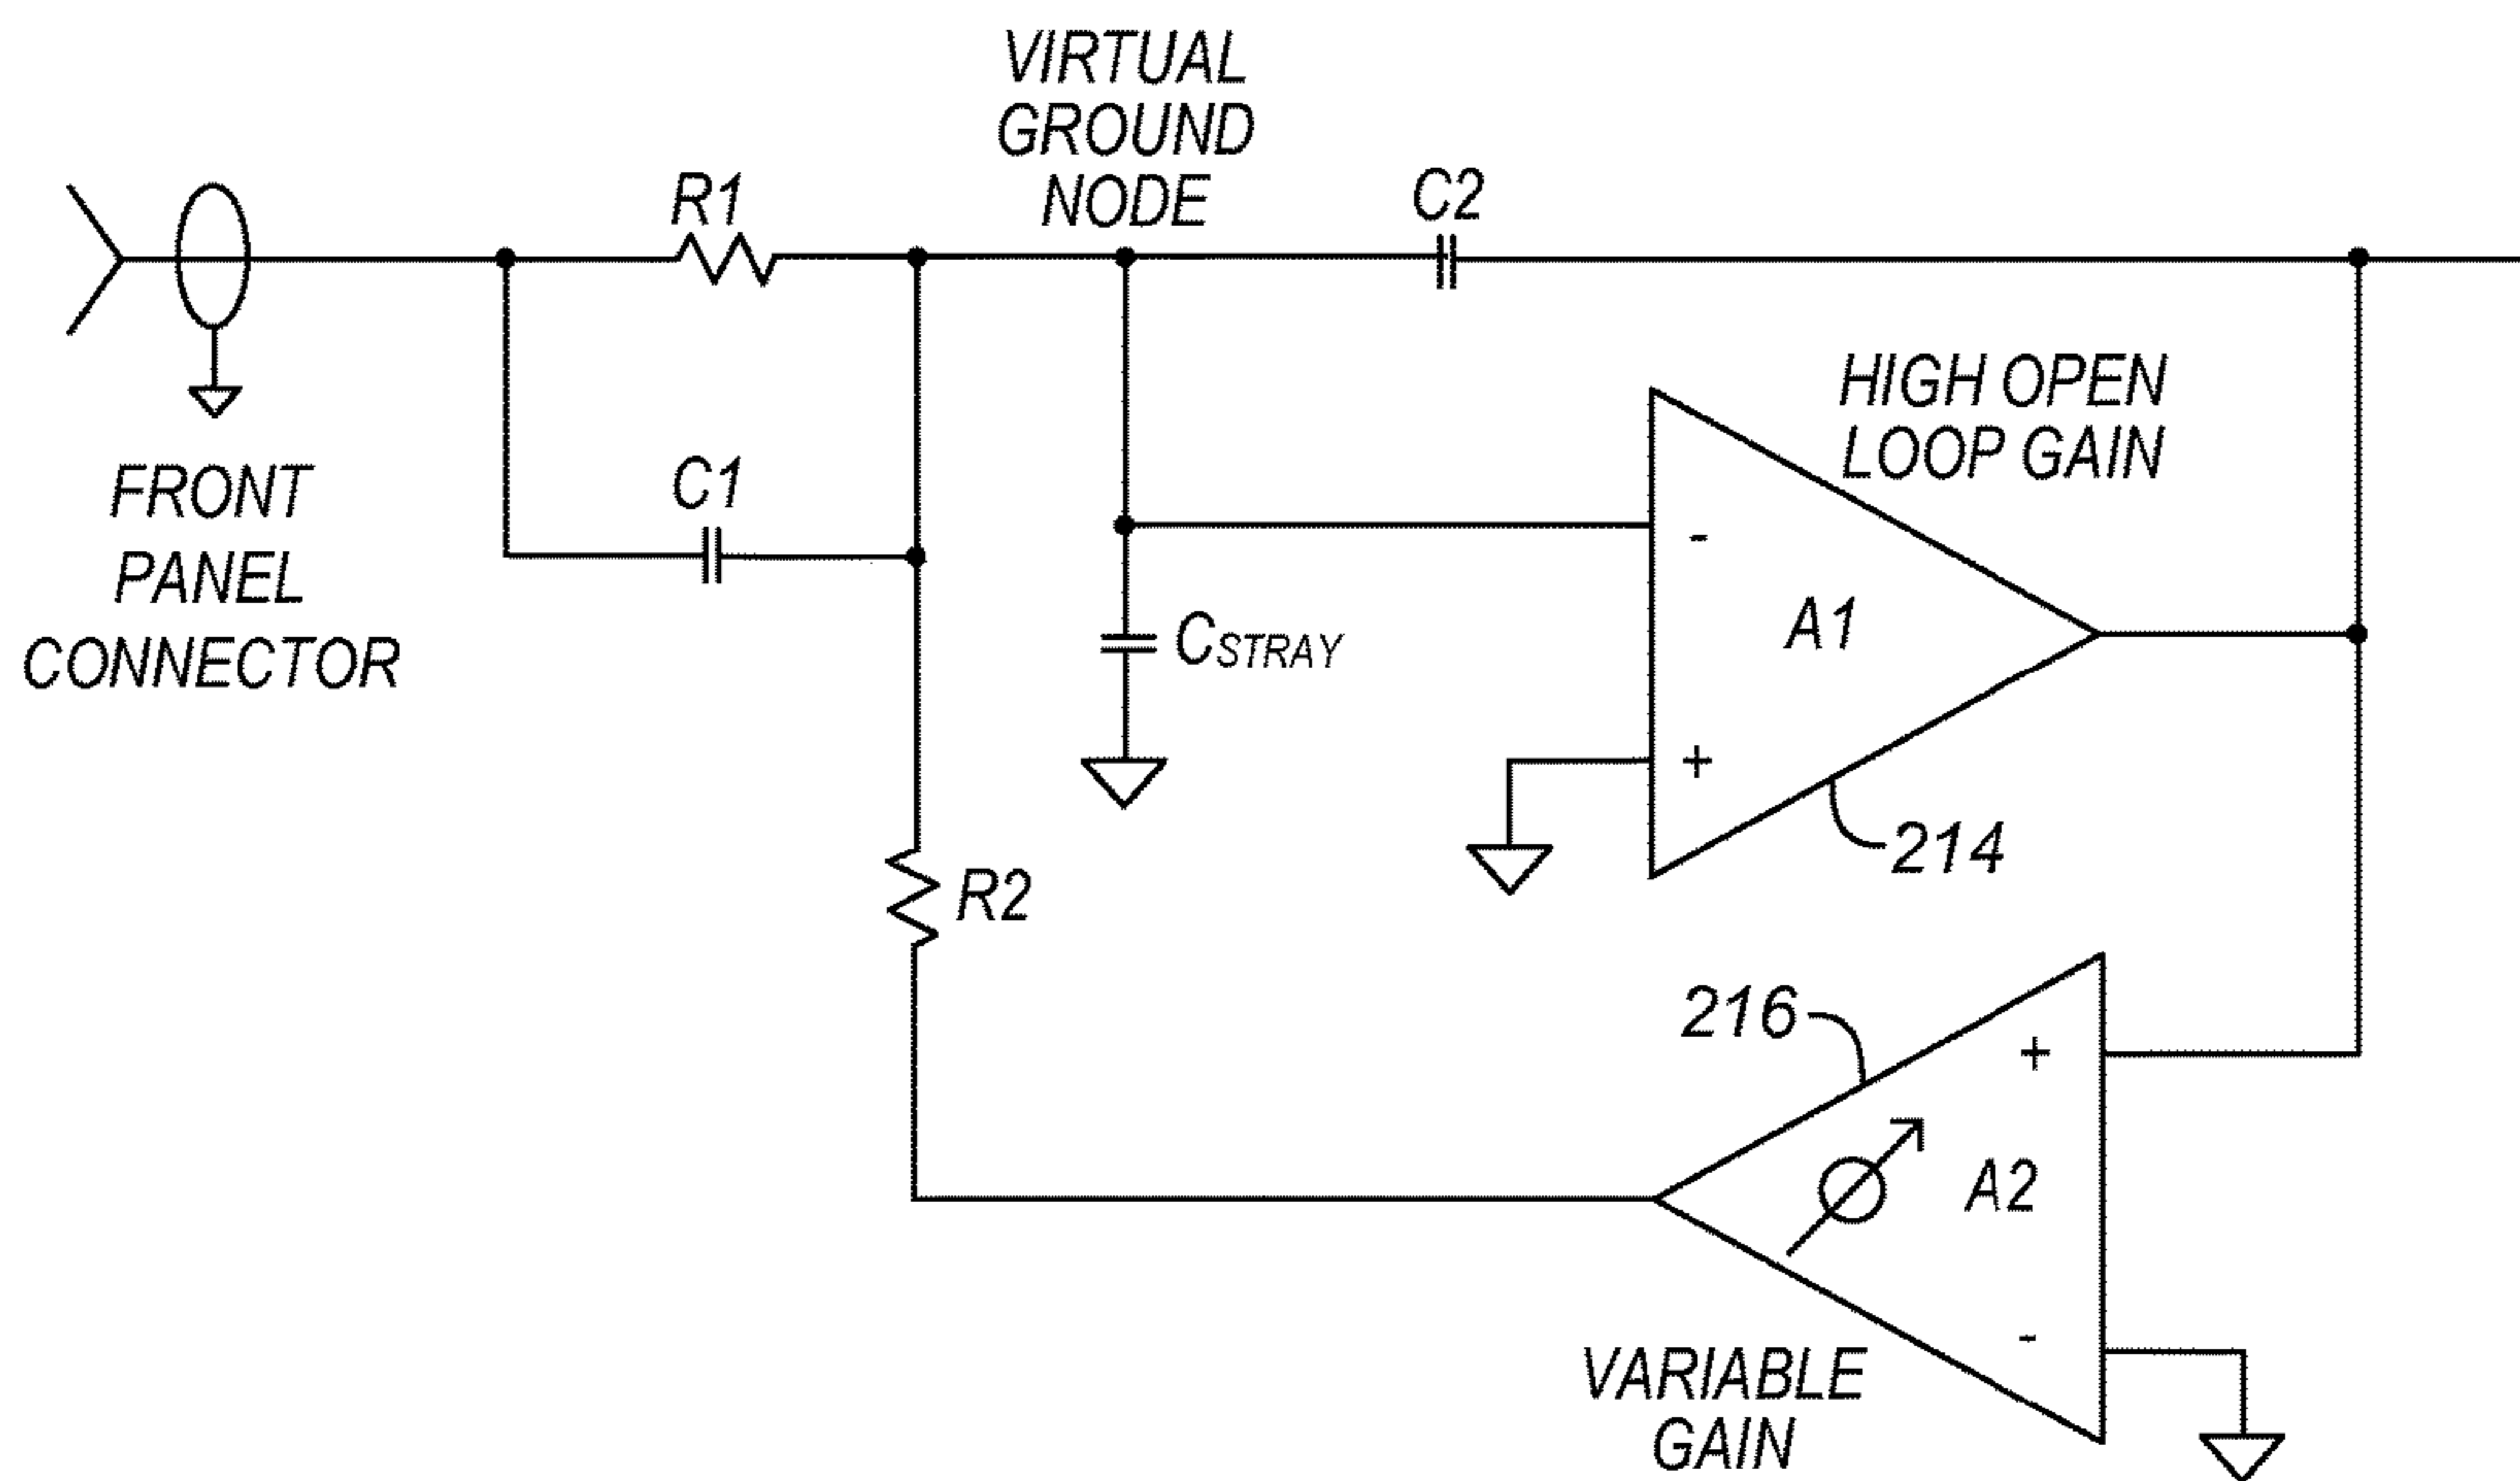 VIRTUAL
GROUND
NODE
R1
C2
HIGH OPEN
LOOP GAIN
FRONT
PANEL
CONNECTOR
C1
-
A1
CSTRAY
+
214
R2
216
+
A2
-
VARIABLE
GAIN